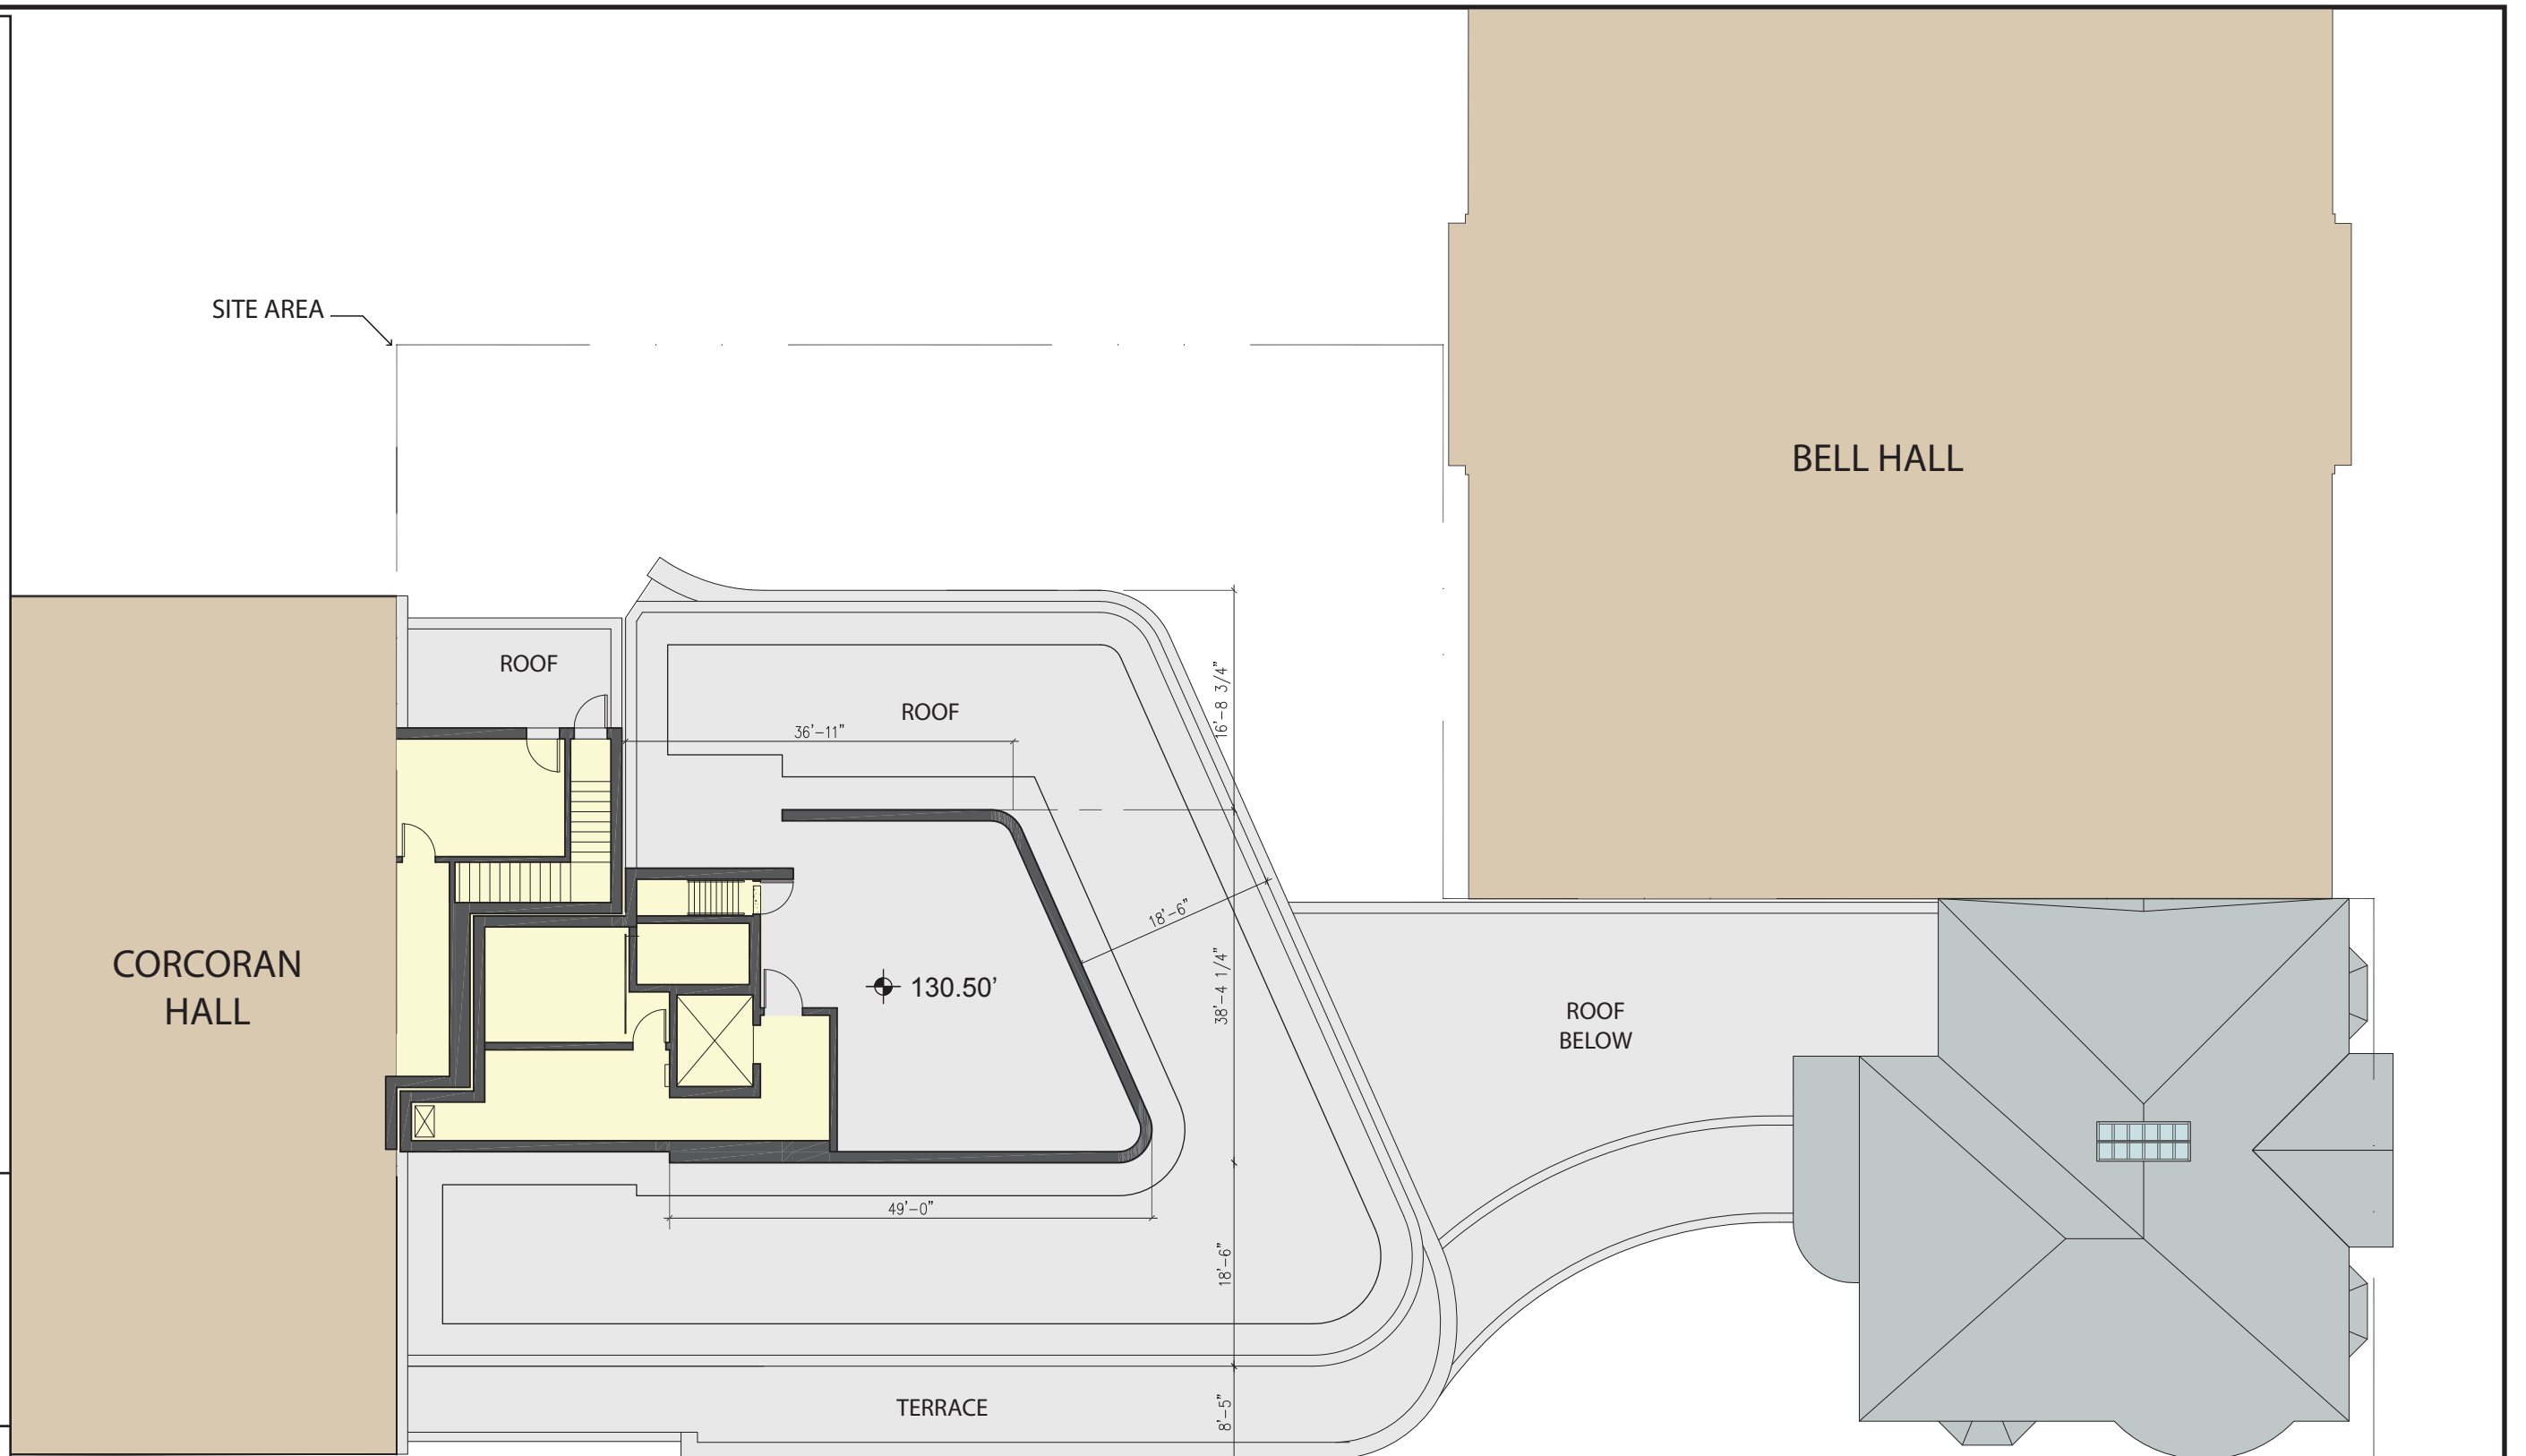 SITE AREA
BELL HALL
ROOF
ROOF
16’-8 3/4”
36’-11”
18’-6”
CORCORAN
HALL
130.50’
38’-4 1/4”
ROOF
BELOW
49’-0”
18’-6”
TERRACE
8’-5”